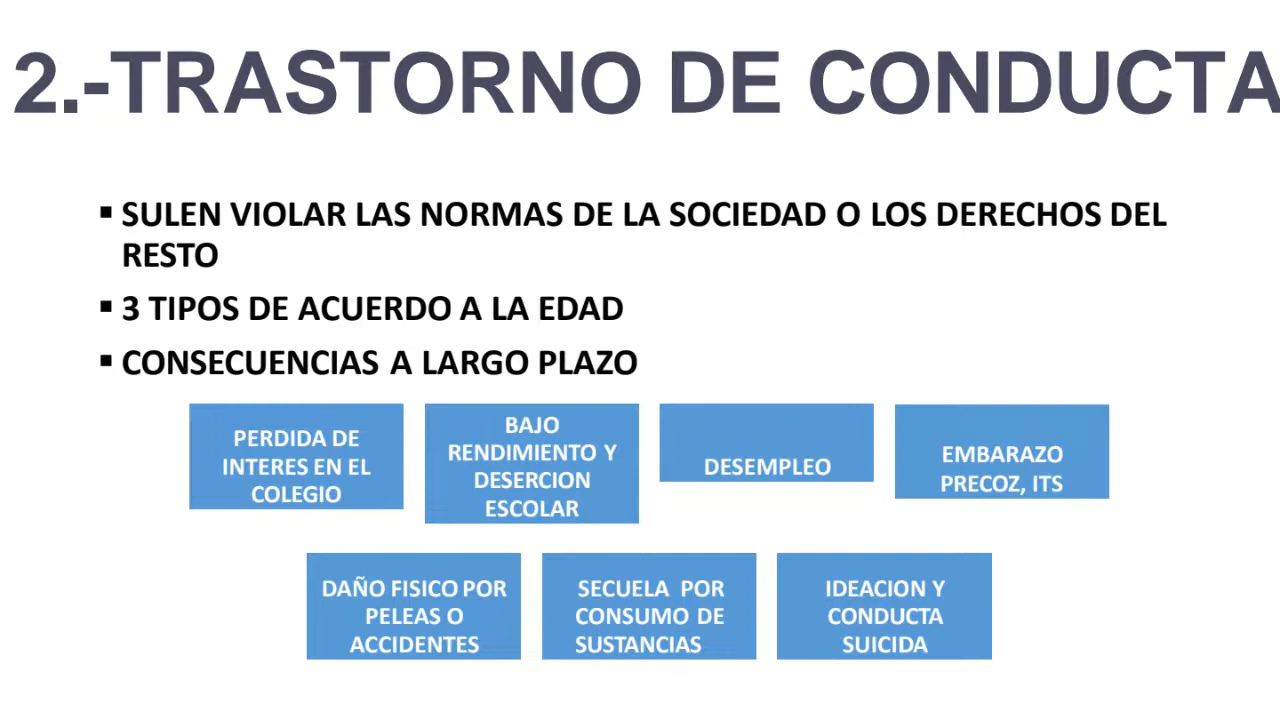 2.-TRASTORNO DE CONDUCTA
▪ SULEN VIOLAR LAS NORMAS DE LA SOCIEDAD O LOS DERECHOS DEL
RESTO
▪ 3 TIPOS DE ACUERDO A LA EDAD
▪ CONSECUENCIAS A LARGO PLAZO
PERDIDA DE
INTERES EN EL
COLEGIO
BAJO
RENDIMIENTO Y
DESERCION
ESCOLAR
DESEMPLEO
EMBARAZO
PRECOZ, ITS
DAÑO FISICO POR
PELEAS O
ACCIDENTES
SECUELA POR
CONSUMO DE
SUSTANCIAS
IDEACION Y
CONDUCTA
SUICIDA